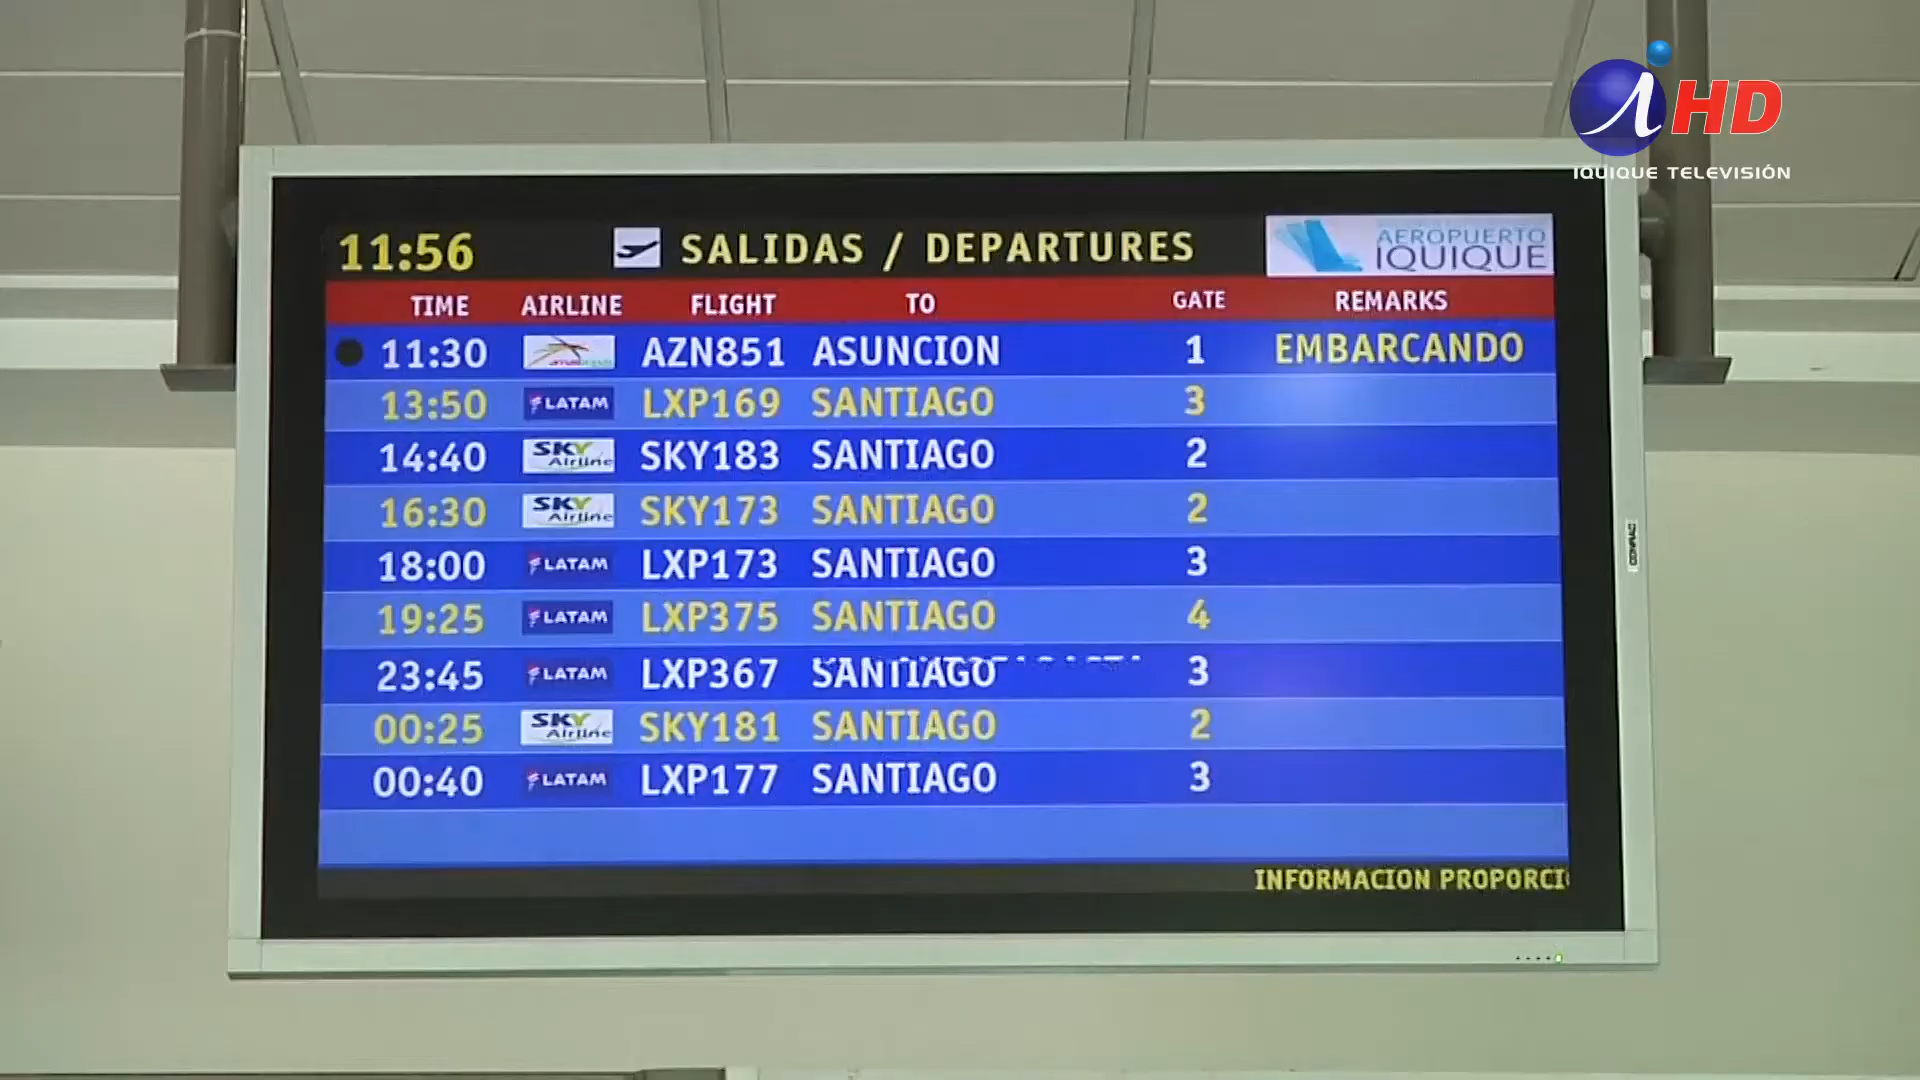 HD
IQUIQUE TELEVISIÓN
11:56 SALIDAS / DEPARTURES AEROPUERTO IQUIQUE
TIME AIRLINE FLIGHT TO GATE REMARKS
11:30 AZN851 ASUNCION 1 EMBARCANDO
13:50 LATAM LXP169 SANTIAGO 3
14:40 SKY Airline SKY183 SANTIAGO 2
16:30 SKY Airline SKY173 SANTIAGO 2
18:00 LATAM LXP173 SANTIAGO 3
19:25 LATAM LXP375 SANTIAGO 4
23:45 LATAM LXP367 SANTIAGO 3
00:25 SKY Airline SKY181 SANTIAGO 2
00:40 LATAM LXP177 SANTIAGO 3
INFORMACION PROPORCI